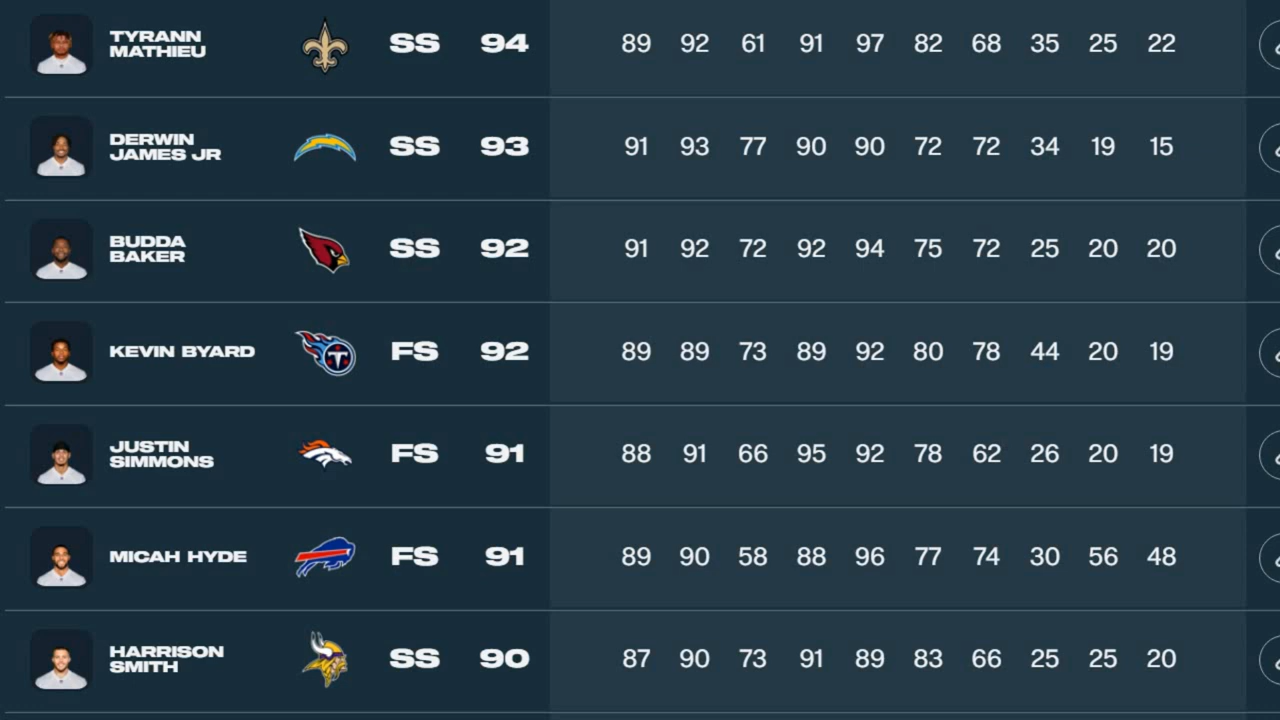 TYRANN MATHIEU SS 94 89 92 61 91 97 82 68 35 25 22
DERWIN JAMES JR SS 93 91 93 77 90 90 72 72 34 19 15
BUDDA BAKER SS 92 91 92 72 92 94 75 72 25 20 20
KEVIN BYARD FS 92 89 89 73 89 92 80 78 44 20 19
JUSTIN SIMMONS FS 91 88 91 66 95 92 78 62 26 20 19
MICAH HYDE FS 91 89 90 58 88 96 77 74 30 56 48
HARRISON SMITH SS 90 87 90 73 91 89 83 66 25 25 20